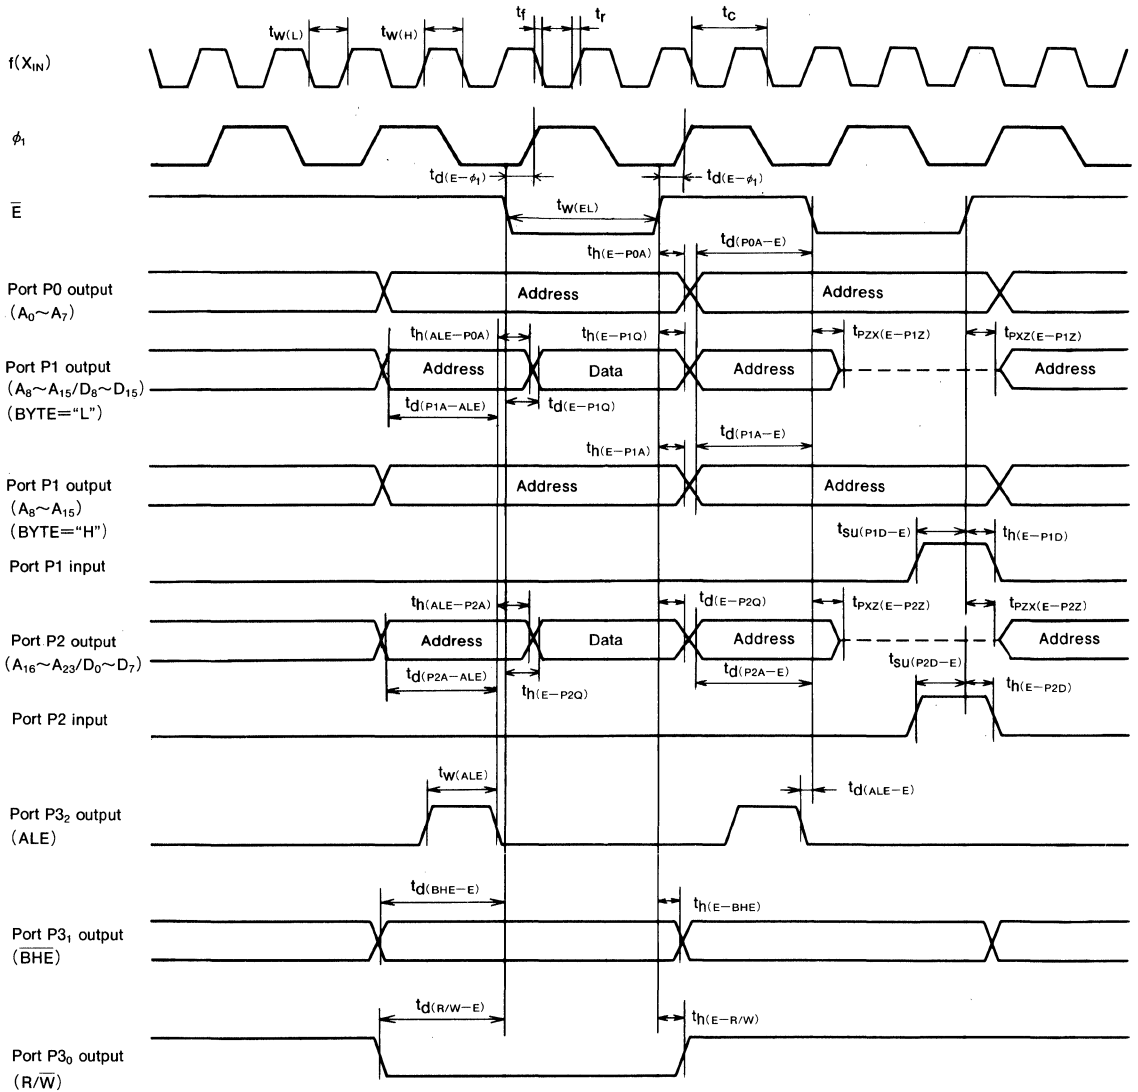 tf tr tc
tw(L) tw(H)
f(XIN)
φ1
td(E−φ1) td(E−φ1)
E̅
tw(EL)
th(E−P0A) td(P0A−E)
Port P0 output
(A0~A7)
Address Address
th(ALE−P0A) th(E−P1Q) tPZX(E−P1Z) tPXZ(E−P1Z)
Port P1 output
(A8~A15/D8~D15)
(BYTE="L")
Address Data Address Address
td(P1A−ALE) td(E−P1Q)
th(E−P1A) td(P1A−E)
Port P1 output
(A8~A15)
(BYTE="H")
Address Address
tsu(P1D−E) th(E−P1D)
Port P1 input
th(ALE−P2A) td(E−P2Q) tPXZ(E−P2Z) tPZX(E−P2Z)
Port P2 output
(A16~A23/D0~D7)
Address Data Address Address
td(P2A−ALE) th(E−P2Q) td(P2A−E) tsu(P2D−E) th(E−P2D)
Port P2 input
tw(ALE) td(ALE−E)
Port P32 output
(ALE)
td(BHE−E) th(E−BHE)
Port P31 output
(B̅H̅E̅)
td(R/W−E) th(E−R/W)
Port P30 output
(R/W̅)